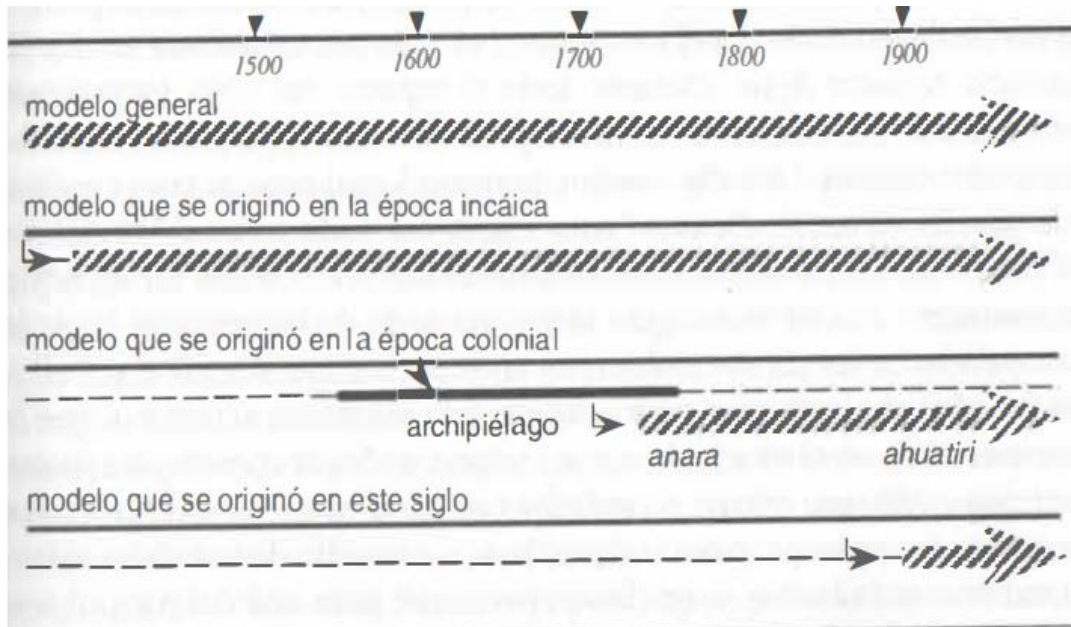 1500 1600 1700 1800 1900
modelo general
modelo que se originó en la época incáica
modelo que se originó en la época colonial
archipiélago
anara ahuatiri
modelo que se originó en este siglo